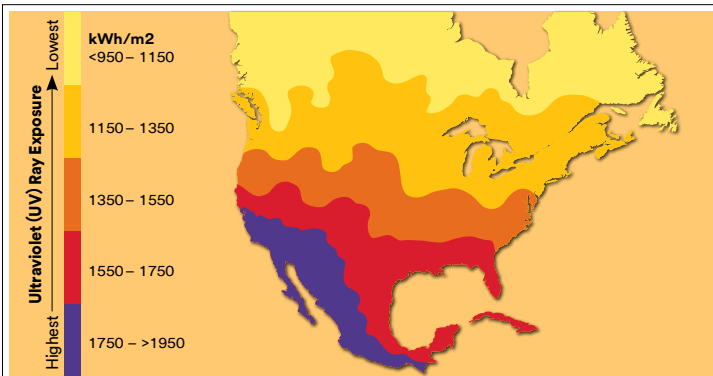 Ultraviolet (UV) Ray Exposure
Lowest
Highest
kWh/m2
<950 – 1150
1150 – 1350
1350 – 1550
1550 – 1750
1750 – >1950